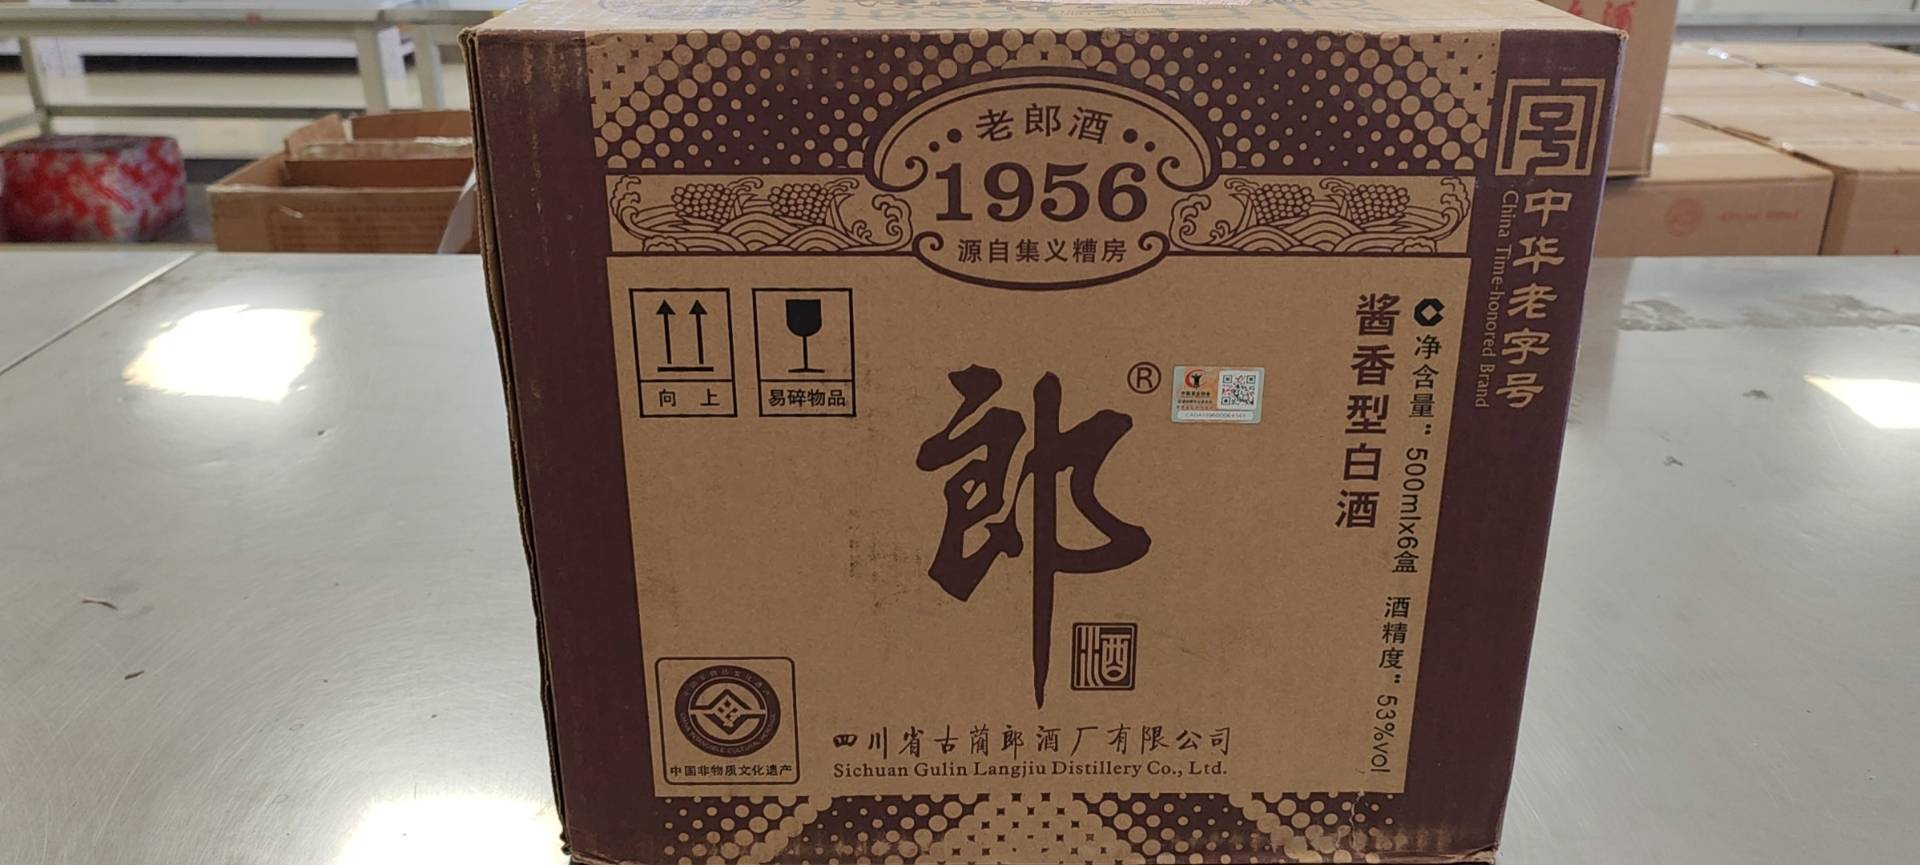 老郎酒
1956
源自集义糟房
中华老字号
China Time-honored Brand
向上
易碎物品
郎
®
酒
酱香型白酒
净含量：500mlx6盒 酒精度：53%vol
中国非物质文化遗产
四川省古蔺郎酒厂有限公司
Sichuan Gulin Langjiu Distillery Co., Ltd.